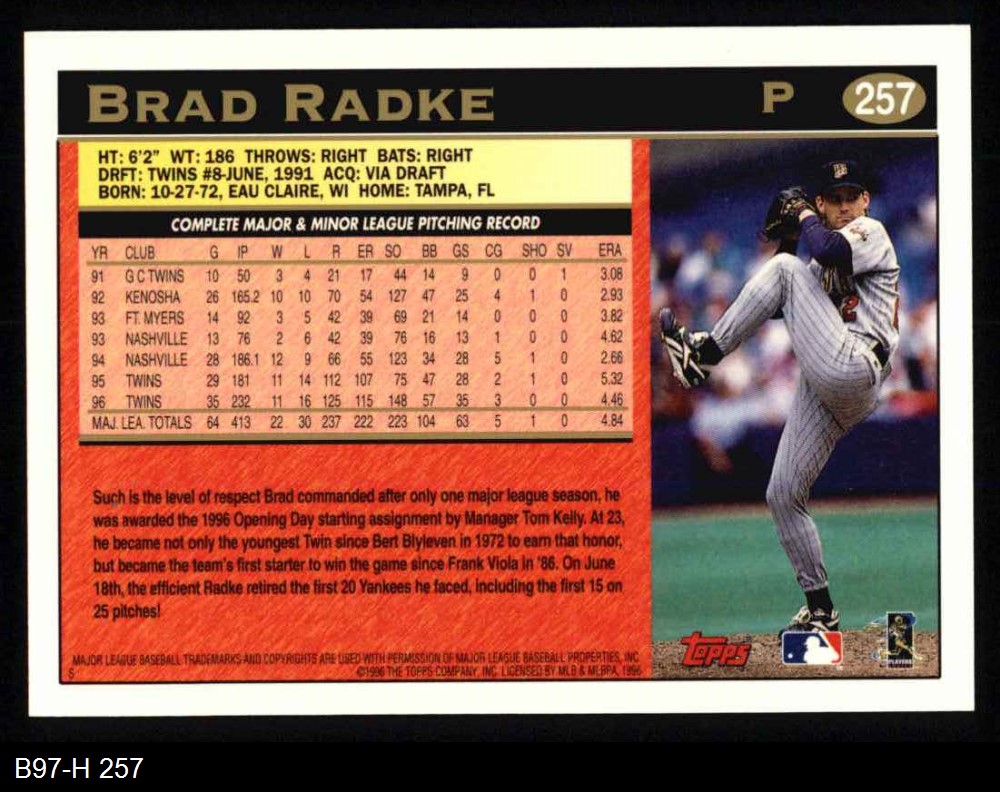 BRAD RADKE P 257
HT: 6'2" WT: 186 THROWS: RIGHT BATS: RIGHT
DRFT: TWINS #8-JUNE, 1991 ACQ: VIA DRAFT
BORN: 10-27-72, EAU CLAIRE, WI HOME: TAMPA, FL
COMPLETE MAJOR & MINOR LEAGUE PITCHING RECORD
YR CLUB G IP W L R ER SO BB GS CG SHO SV ERA
91 G C TWINS 10 50 3 4 21 17 44 14 9 0 0 1 3.08
92 KENOSHA 26 165.2 10 10 70 54 127 47 25 4 1 0 2.93
93 FT. MYERS 14 92 3 5 42 39 69 21 14 0 0 0 3.82
93 NASHVILLE 13 76 2 6 42 39 76 16 13 1 0 0 4.62
94 NASHVILLE 28 186.1 12 9 66 55 123 34 28 5 1 0 2.66
95 TWINS 29 181 11 14 112 107 75 47 28 2 1 0 5.32
96 TWINS 35 232 11 16 125 115 148 57 35 3 0 0 4.46
MAJ. LEA. TOTALS 64 413 22 30 237 222 223 104 63 5 1 0 4.84
Such is the level of respect Brad commanded after only one major league season, he
was awarded the 1996 Opening Day starting assignment by Manager Tom Kelly. At 23,
he became not only the youngest Twin since Bert Blyleven in 1972 to earn that honor,
but became the team's first starter to win the game since Frank Viola in '86. On June
18th, the efficient Radke retired the first 20 Yankees he faced, including the first 15 on
25 pitches!
MAJOR LEAGUE BASEBALL TRADEMARKS AND COPYRIGHTS ARE USED WITH PERMISSION OF MAJOR LEAGUE BASEBALL PROPERTIES, INC.
S ©1996 THE TOPPS COMPANY, INC. LICENSED BY MLB & MLBPA, 1996
Topps
PLAYERS
B97-H 257